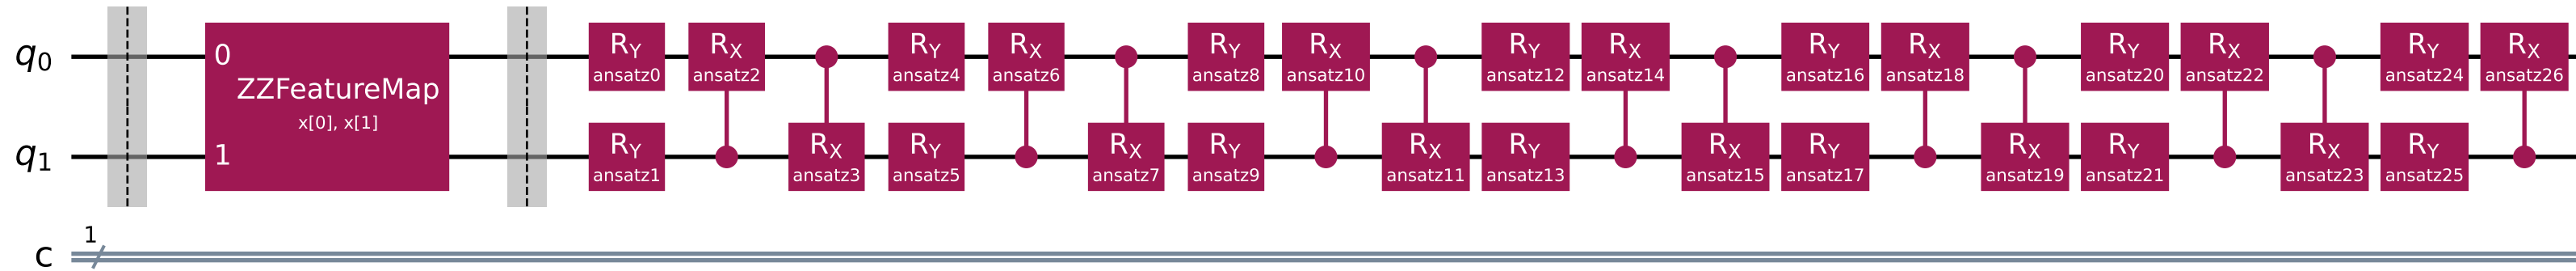 q0
0
1
ZZFeatureMap
x[0], x[1]
RY
ansatz0
RX
ansatz2
RY
ansatz4
RX
ansatz6
RY
ansatz8
RX
ansatz10
RY
ansatz12
RX
ansatz14
RY
ansatz16
RX
ansatz18
RY
ansatz20
RX
ansatz22
RY
ansatz24
RX
ansatz26
q1
RY
ansatz1
RX
ansatz3
RY
ansatz5
RX
ansatz7
RY
ansatz9
RX
ansatz11
RY
ansatz13
RX
ansatz15
RY
ansatz17
RX
ansatz19
RY
ansatz21
RX
ansatz23
RY
ansatz25
c
1